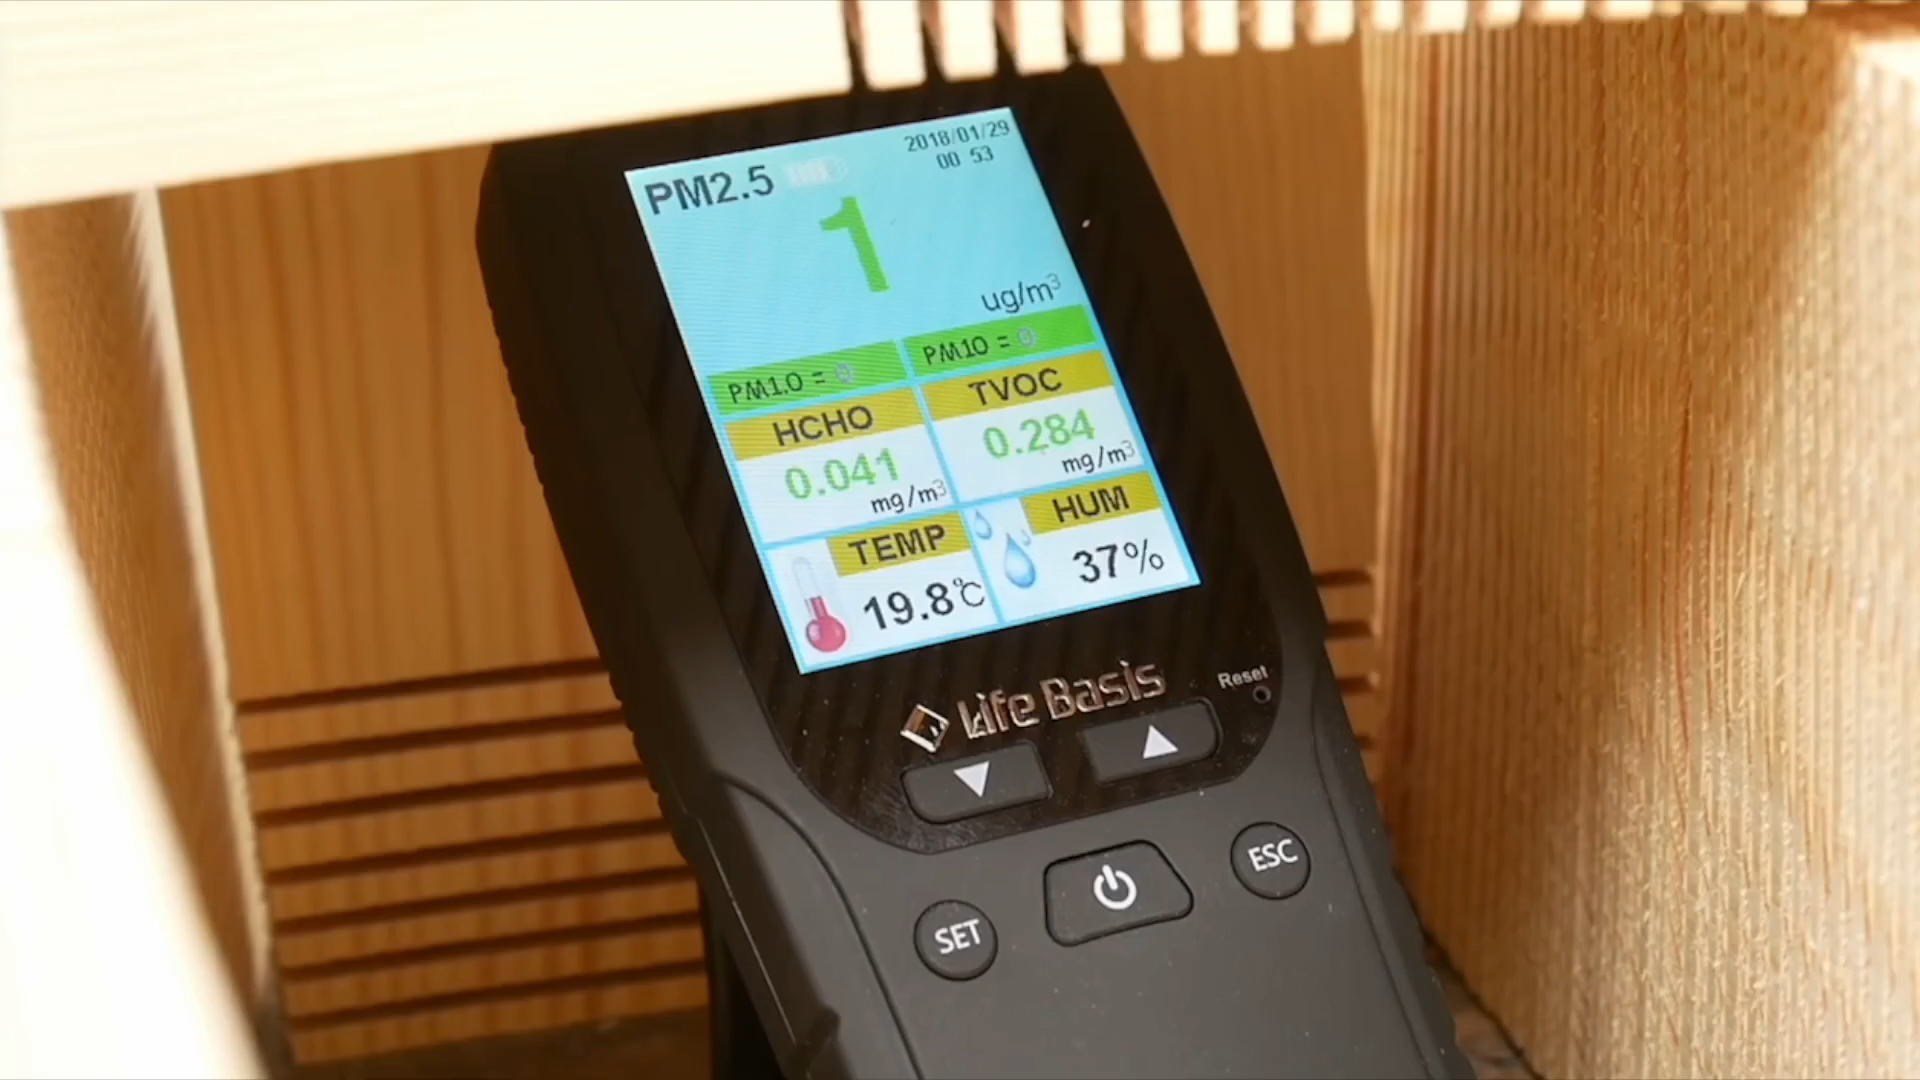 2018/01/29
00 53
PM2.5
1
ug/m³
PM1.0 = 0
PM10 = 0
HCHO
0.041
mg/m³
TVOC
0.284
mg/m³
TEMP
19.8℃
HUM
37%
Life Basis
Reset
SET
ESC